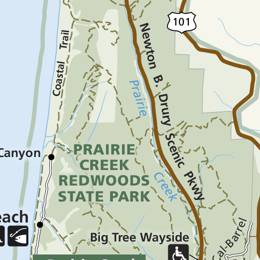 101
Coastal Trail
Newton B. Drury Scenic Pkwy
Prairie
Creek
Canyon
PRAIRIE
CREEK
REDWOODS
STATE PARK
each
Big Tree Wayside
al-Barrel